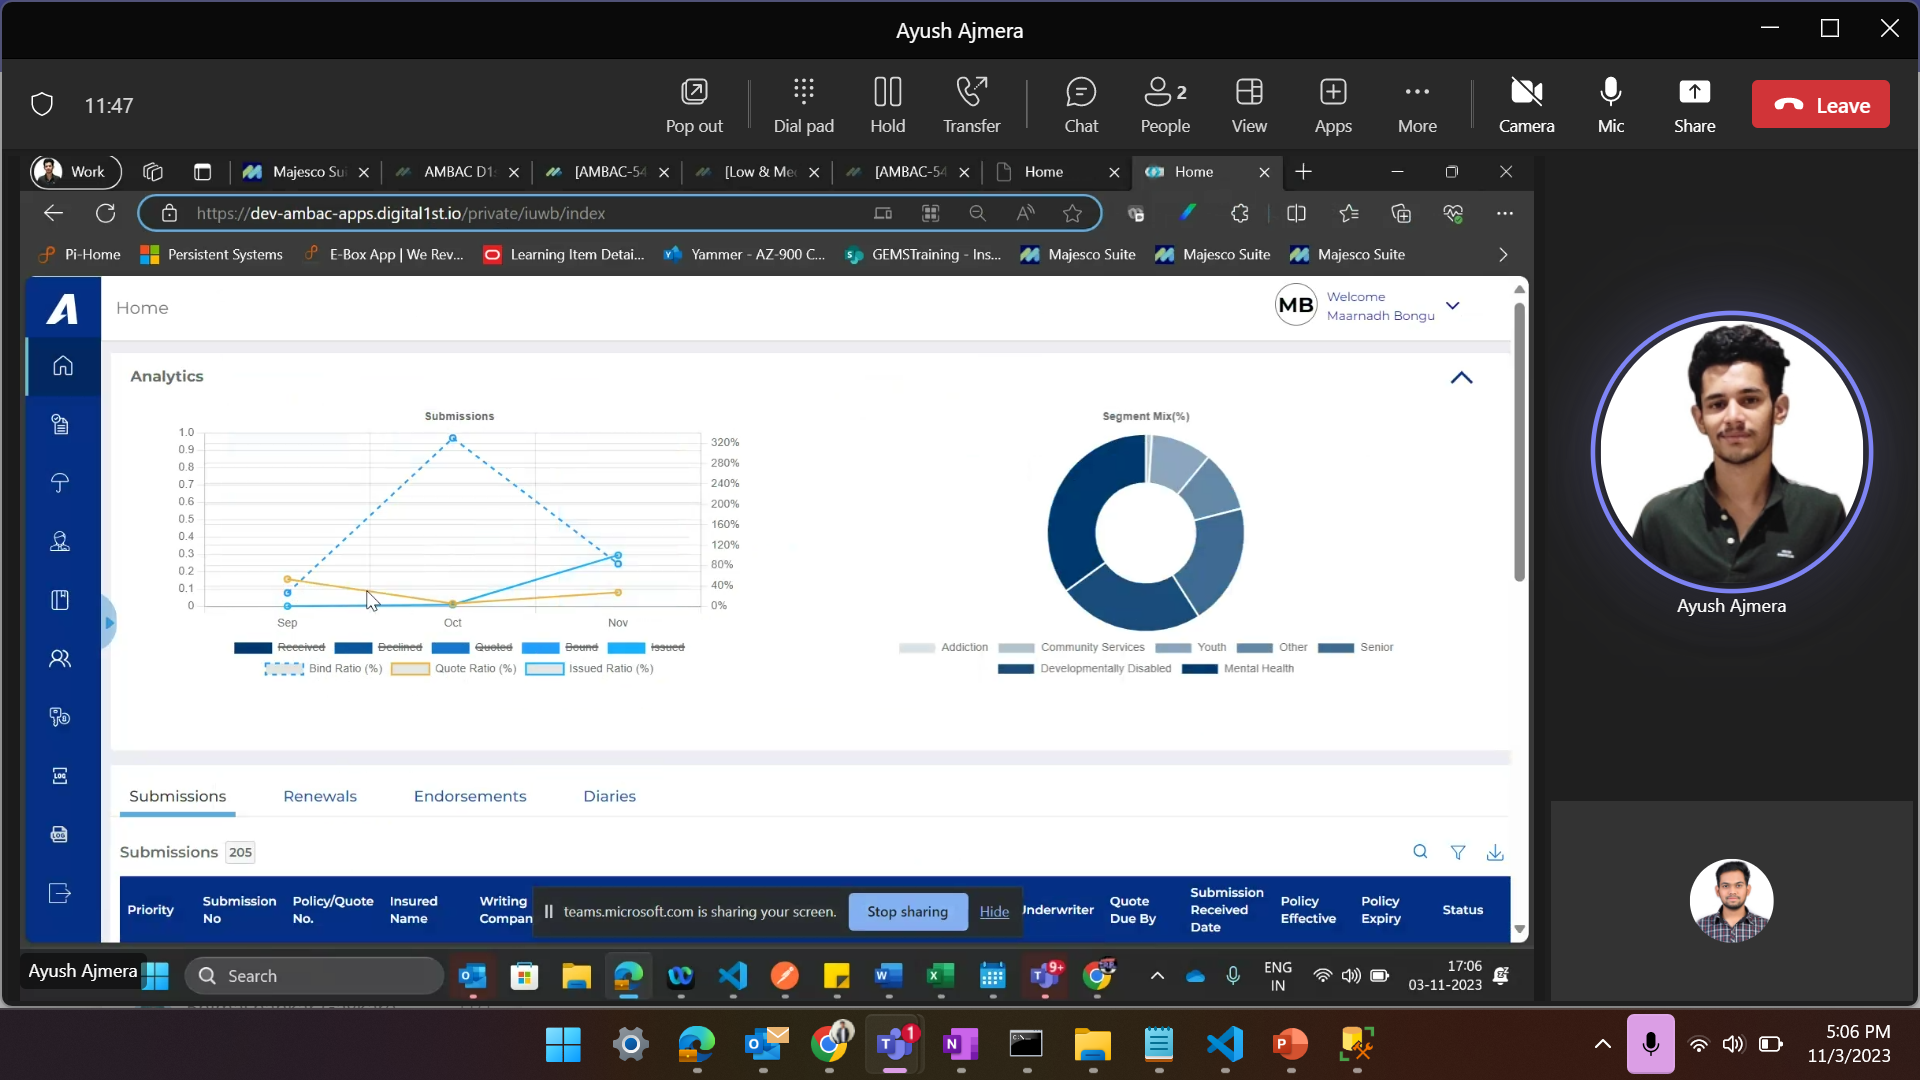 Ayush Ajmera
11:47
Pop out
Dial pad
Hold
Transfer
Chat
People
2
View
Apps
More
Camera
Mic
Share
Leave
Work
Majesco Sui
AMBAC D1
[AMBAC-54
[Low & Me
[AMBAC-54
Home
Home
https://dev-ambac-apps.digital1st.io/private/iuwb/index
Pi-Home
Persistent Systems
E-Box App | We Rev...
Learning Item Detai...
Yammer - AZ-900 C...
GEMSTraining - Ins...
Majesco Suite
Majesco Suite
Majesco Suite
Home
MB
Welcome
Maarnadh Bongu
Analytics
Submissions
1.0
0.9
0.8
0.7
0.6
0.5
0.4
0.3
0.2
0.1
0
320%
280%
240%
200%
160%
120%
80%
40%
0%
Sep
Oct
Nov
Received
Declined
Quoted
Bound
Issued
Bind Ratio (%)
Quote Ratio (%)
Issued Ratio (%)
Segment Mix(%)
Addiction
Community Services
Youth
Other
Senior
Developmentally Disabled
Mental Health
Submissions
Renewals
Endorsements
Diaries
Submissions 205
Priority
Submission No
Policy/Quote No.
Insured Name
Writing Compan
Underwriter
Quote Due By
Submission Received Date
Policy Effective
Policy Expiry
Status
teams.microsoft.com is sharing your screen.
Stop sharing
Hide
LOG
LOG
Ayush Ajmera
Search
9+
ENG
IN
17:06
03-11-2023
Ayush Ajmera
1
5:06 PM
11/3/2023